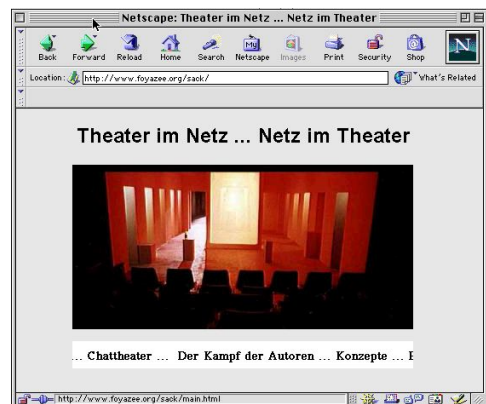 Netscape: Theater im Netz ... Netz im Theater
Back Forward Reload Home Search Netscape Images Print Security Shop
My
N
Location: http://www.foyazee.org/sack/ What's Related
Theater im Netz ... Netz im Theater
... Chattheater ... Der Kampf der Autoren ... Konzepte ...
http://www.foyazee.org/sack/main.html